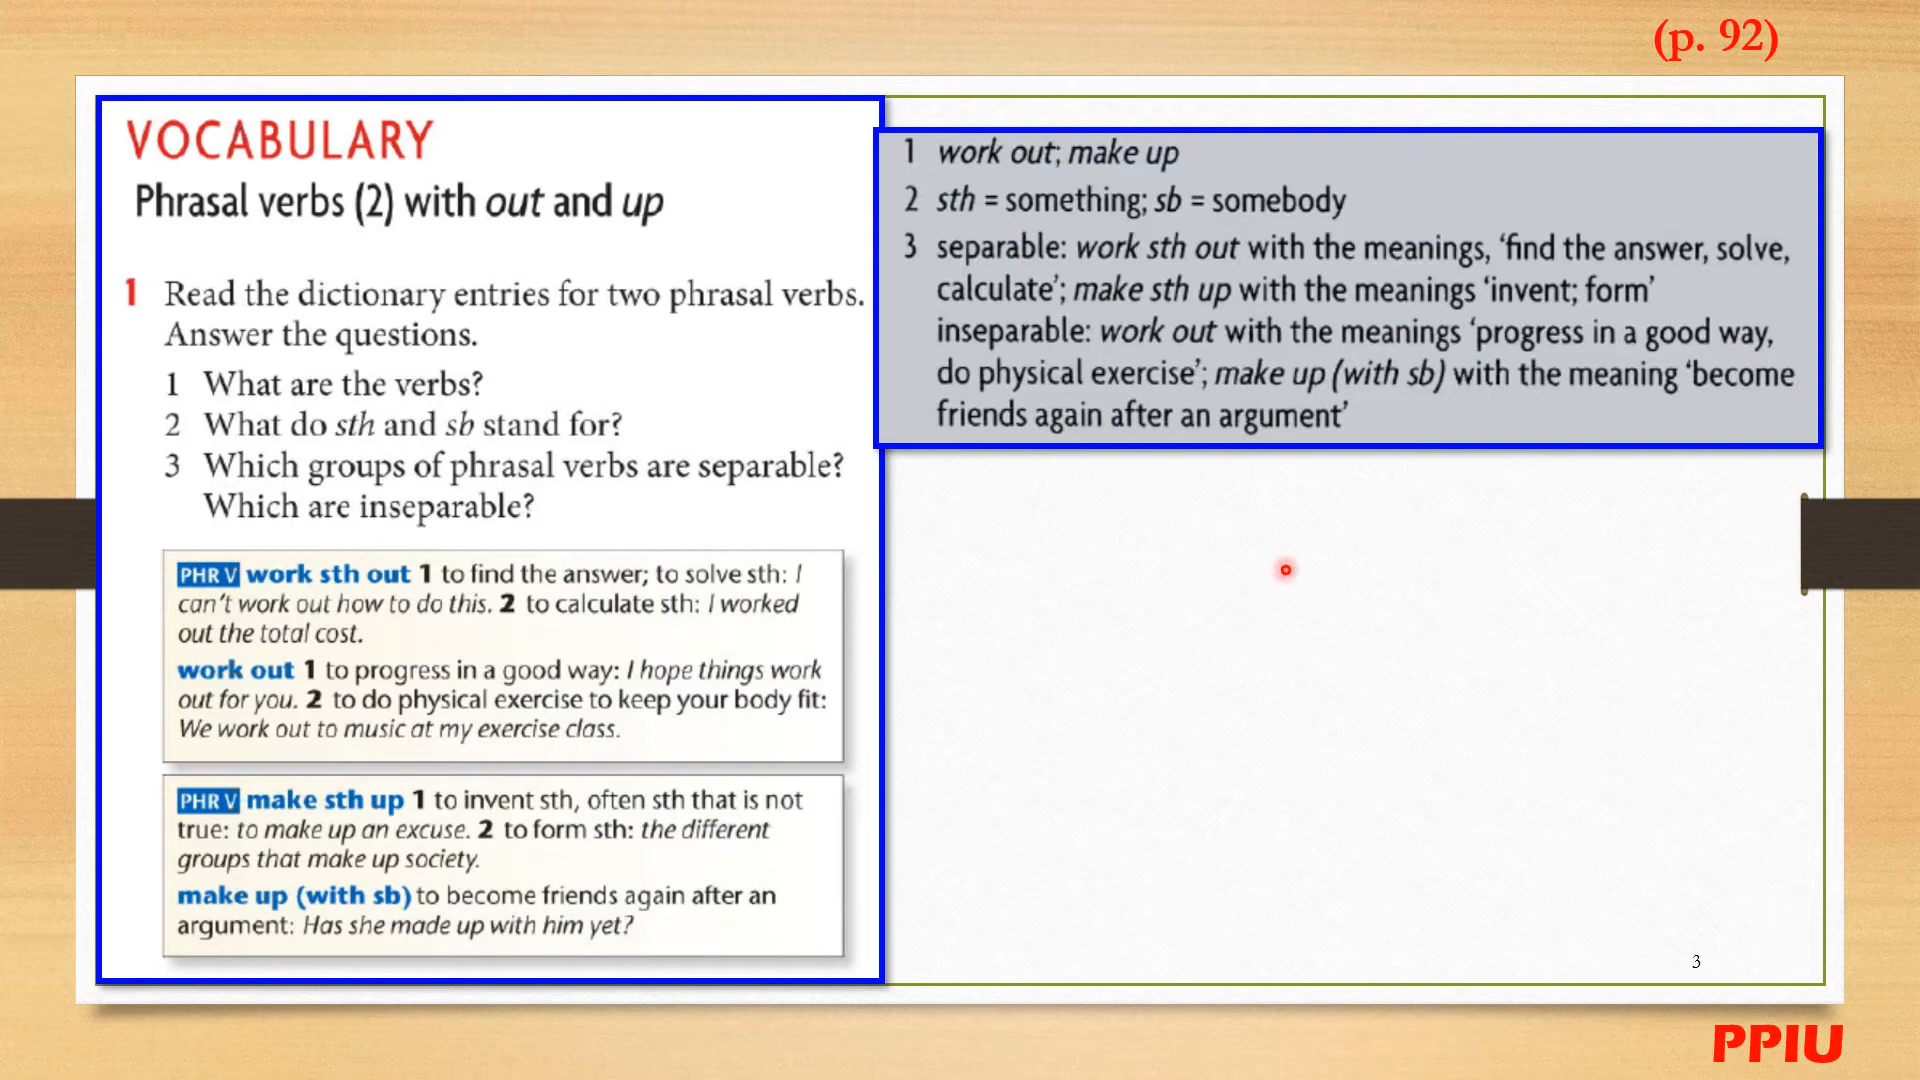 (p. 92)
VOCABULARY
Phrasal verbs (2) with out and up
1 Read the dictionary entries for two phrasal verbs.
Answer the questions.
1 What are the verbs?
2 What do sth and sb stand for?
3 Which groups of phrasal verbs are separable?
Which are inseparable?
PHR V work sth out 1 to find the answer; to solve sth: I
can't work out how to do this. 2 to calculate sth: I worked
out the total cost.
work out 1 to progress in a good way: I hope things work
out for you. 2 to do physical exercise to keep your body fit:
We work out to music at my exercise class.
PHR V make sth up 1 to invent sth, often sth that is not
true: to make up an excuse. 2 to form sth: the different
groups that make up society.
make up (with sb) to become friends again after an
argument: Has she made up with him yet?
1 work out; make up
2 sth = something; sb = somebody
3 separable: work sth out with the meanings, ‘find the answer, solve,
calculate’; make sth up with the meanings ‘invent; form’
inseparable: work out with the meanings ‘progress in a good way,
do physical exercise’; make up (with sb) with the meaning ‘become
friends again after an argument’
3
PPIU